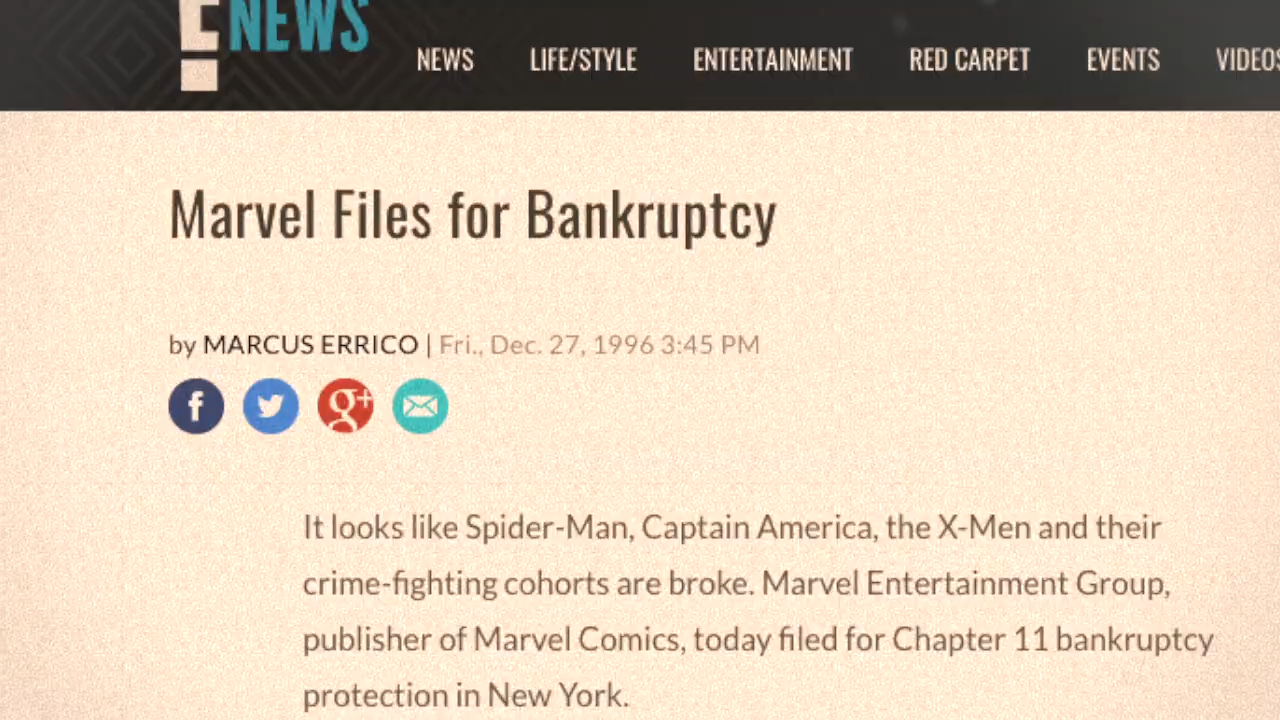 E NEWS
NEWS LIFE/STYLE ENTERTAINMENT RED CARPET EVENTS VIDEOS
Marvel Files for Bankruptcy
by MARCUS ERRICO | Fri., Dec. 27, 1996 3:45 PM
f g+
It looks like Spider-Man, Captain America, the X-Men and their
crime-fighting cohorts are broke. Marvel Entertainment Group,
publisher of Marvel Comics, today filed for Chapter 11 bankruptcy
protection in New York.